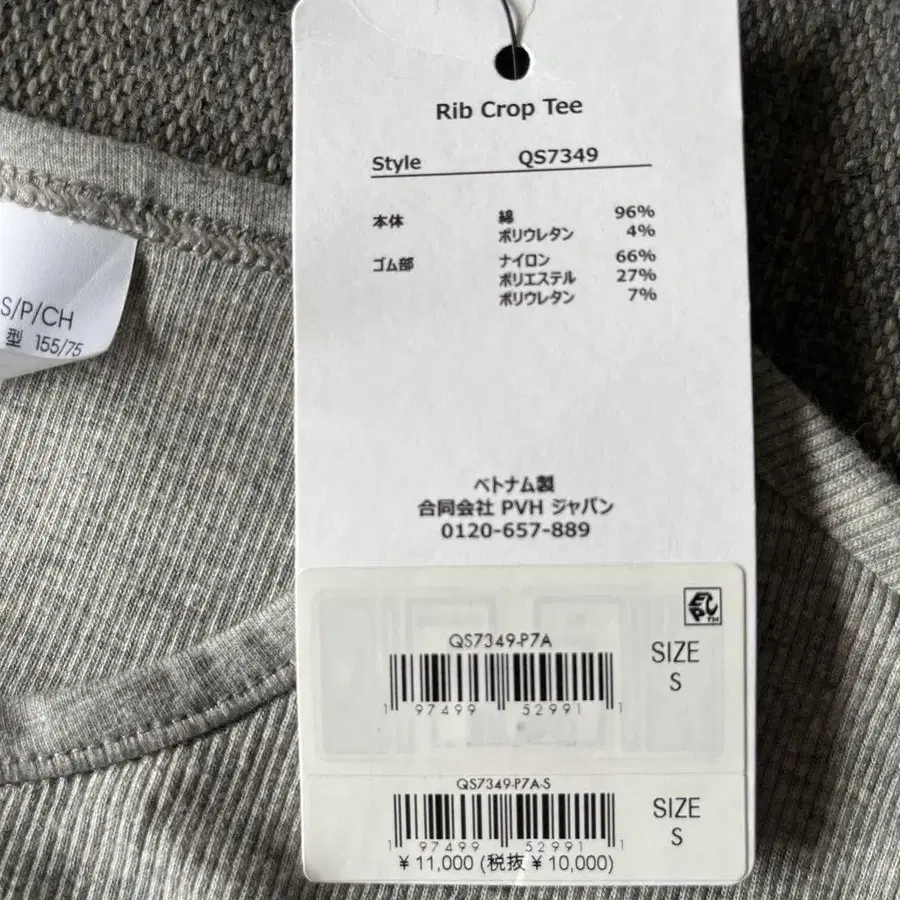 Rib Crop Tee
Style QS7349
本体 綿 96%
ポリウレタン 4%
ゴム部 ナイロン 66%
ポリエステル 27%
ポリウレタン 7%
ベトナム製
合同会社 PVH ジャパン
0120-657-889
S/P/CH
型 155/75
EPC TM
QS7349-P7A
SIZE
S
1 97499 52991 1
QS7349-P7A-S
SIZE
S
1 97499 52991 1
¥ 11,000 (税抜 ¥ 10,000)